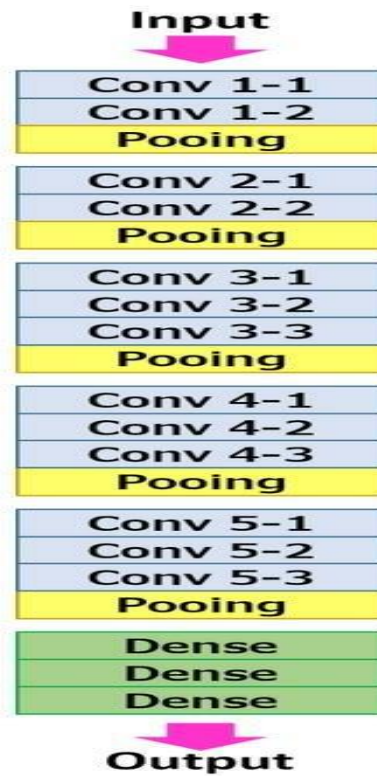 Input
Conv 1-1
Conv 1-2
Pooing
Conv 2-1
Conv 2-2
Pooing
Conv 3-1
Conv 3-2
Conv 3-3
Pooing
Conv 4-1
Conv 4-2
Conv 4-3
Pooing
Conv 5-1
Conv 5-2
Conv 5-3
Pooing
Dense
Dense
Dense
Output